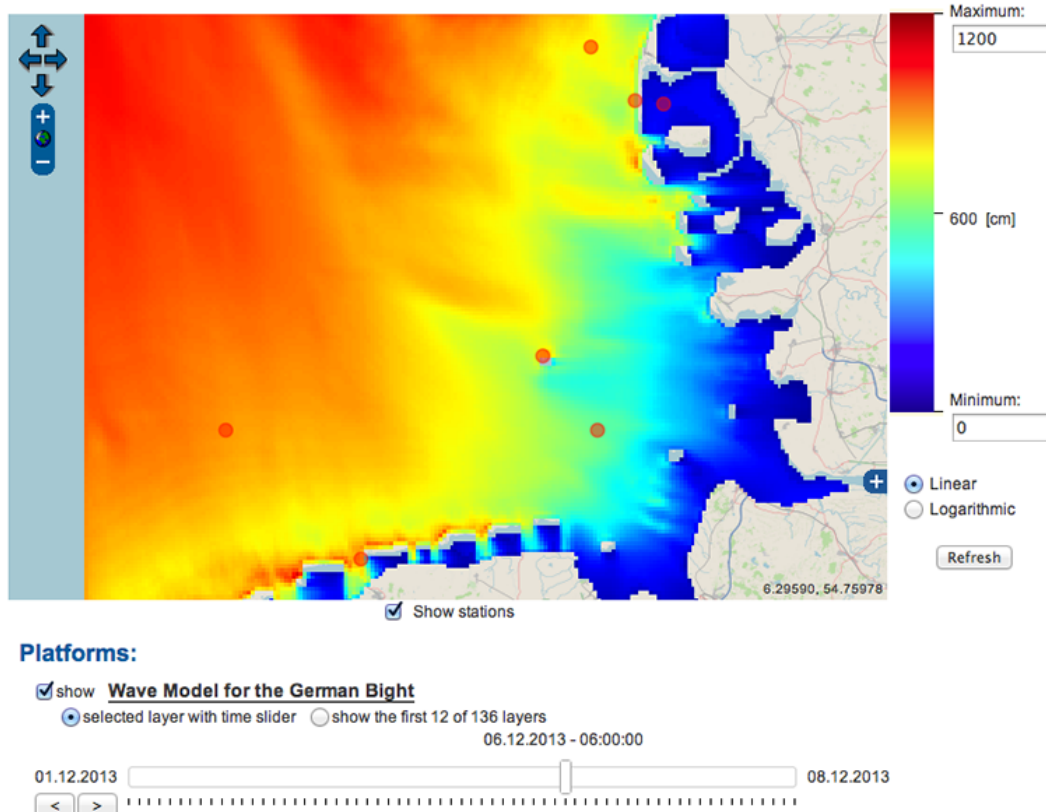 Maximum:
1200
600 [cm]
Minimum:
0
Linear
Logarithmic
Refresh
6.29590, 54.75978
Show stations
Platforms:
show Wave Model for the German Bight
selected layer with time slider show the first 12 of 136 layers
06.12.2013 - 06:00:00
01.12.2013 08.12.2013
< >